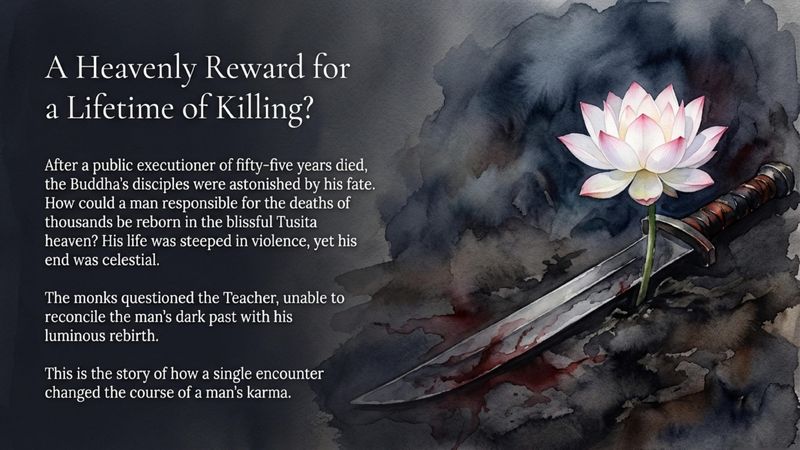 A Heavenly Reward for
a Lifetime of Killing?
After a public executioner of fifty-five years died,
the Buddha's disciples were astonished by his fate.
How could a man responsible for the deaths of
thousands be reborn in the blissful Tusita
heaven? His life was steeped in violence, yet his
end was celestial.
The monks questioned the Teacher, unable to
reconcile the man's dark past with his
luminous rebirth.
This is the story of how a single encounter
changed the course of a man's karma.